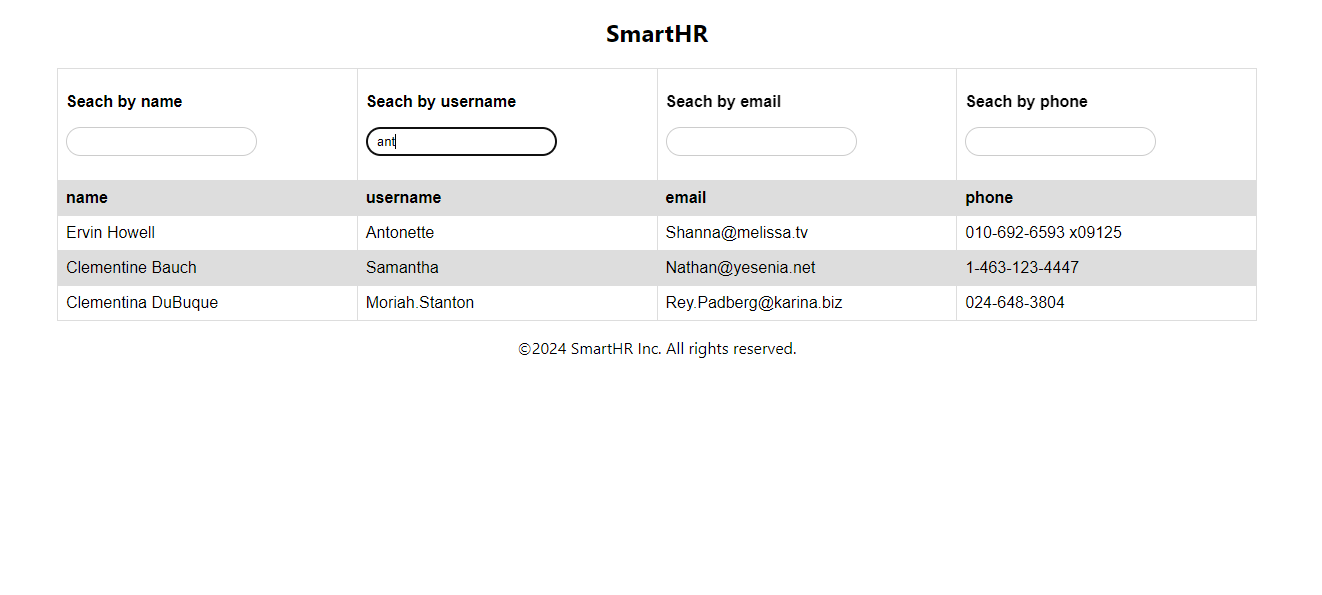 SmartHR
Seach by name Seach by username Seach by email Seach by phone
ant
name username email phone
Ervin Howell Antonette Shanna@melissa.tv 010-692-6593 x09125
Clementine Bauch Samantha Nathan@yesenia.net 1-463-123-4447
Clementina DuBuque Moriah.Stanton Rey.Padberg@karina.biz 024-648-3804
©2024 SmartHR Inc. All rights reserved.